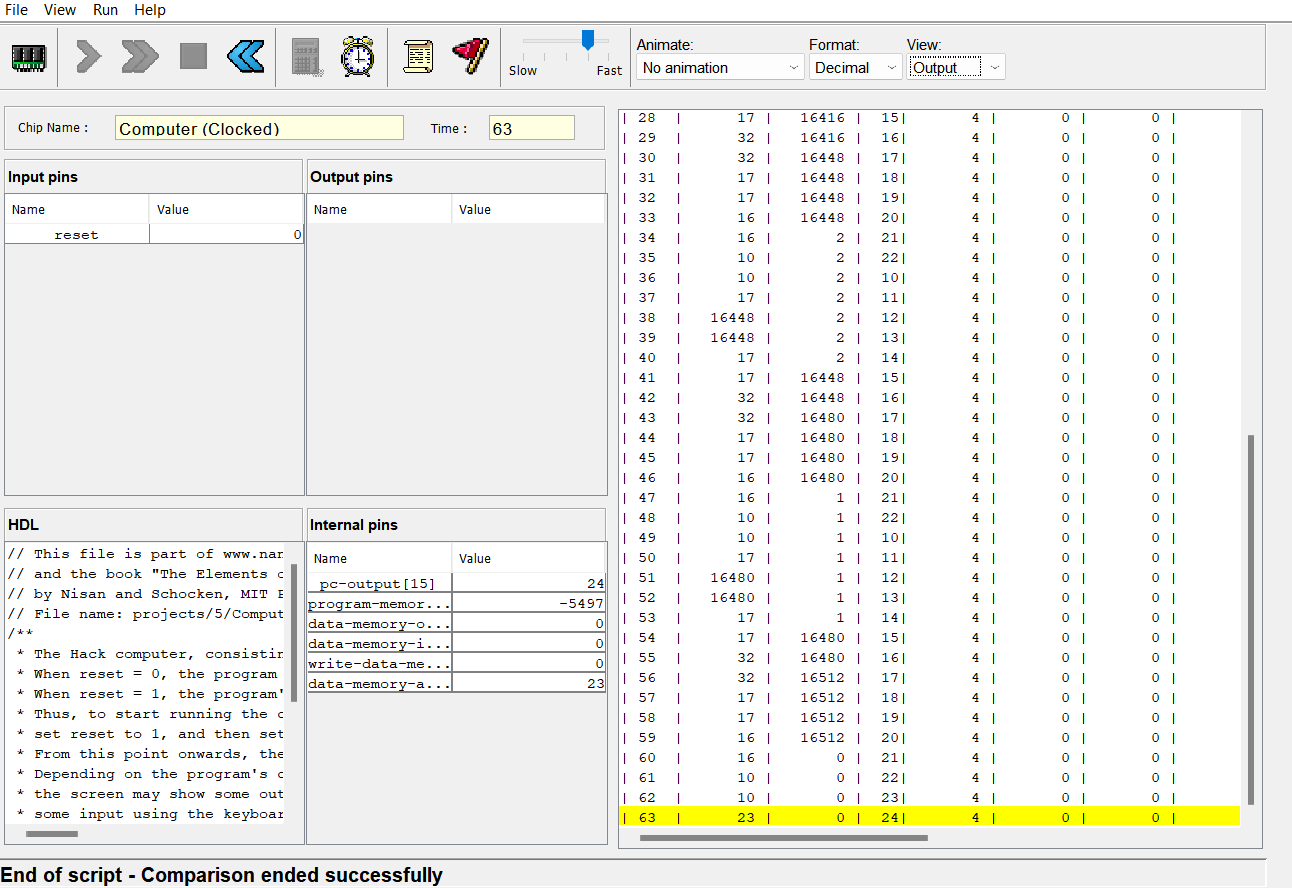 File View Run Help
Slow Fast
Animate: Format: View:
No animation Decimal Output
Chip Name : Computer (Clocked) Time : 63
Input pins
Name Value
reset 0
Output pins
Name Value
HDL
// This file is part of www.nar
// and the book "The Elements c
// by Nisan and Schocken, MIT P
// File name: projects/5/Comput
/**
* The Hack computer, consistin
* When reset = 0, the program
* When reset = 1, the program'
* Thus, to start running the c
* set reset to 1, and then set
* From this point onwards, the
* Depending on the program's c
* the screen may show some out
* some input using the keyboar
Internal pins
Name Value
pc-output[15] 24
program-memor... -5497
data-memory-o... 0
data-memory-i... 0
write-data-me... 0
data-memory-a... 23
| 28 | 17 | 16416 | 15| 4 | 0 | 0 |
| 29 | 32 | 16416 | 16| 4 | 0 | 0 |
| 30 | 32 | 16448 | 17| 4 | 0 | 0 |
| 31 | 17 | 16448 | 18| 4 | 0 | 0 |
| 32 | 17 | 16448 | 19| 4 | 0 | 0 |
| 33 | 16 | 16448 | 20| 4 | 0 | 0 |
| 34 | 16 | 2 | 21| 4 | 0 | 0 |
| 35 | 10 | 2 | 22| 4 | 0 | 0 |
| 36 | 10 | 2 | 10| 4 | 0 | 0 |
| 37 | 17 | 2 | 11| 4 | 0 | 0 |
| 38 | 16448 | 2 | 12| 4 | 0 | 0 |
| 39 | 16448 | 2 | 13| 4 | 0 | 0 |
| 40 | 17 | 2 | 14| 4 | 0 | 0 |
| 41 | 17 | 16448 | 15| 4 | 0 | 0 |
| 42 | 32 | 16448 | 16| 4 | 0 | 0 |
| 43 | 32 | 16480 | 17| 4 | 0 | 0 |
| 44 | 17 | 16480 | 18| 4 | 0 | 0 |
| 45 | 17 | 16480 | 19| 4 | 0 | 0 |
| 46 | 16 | 16480 | 20| 4 | 0 | 0 |
| 47 | 16 | 1 | 21| 4 | 0 | 0 |
| 48 | 10 | 1 | 22| 4 | 0 | 0 |
| 49 | 10 | 1 | 10| 4 | 0 | 0 |
| 50 | 17 | 1 | 11| 4 | 0 | 0 |
| 51 | 16480 | 1 | 12| 4 | 0 | 0 |
| 52 | 16480 | 1 | 13| 4 | 0 | 0 |
| 53 | 17 | 1 | 14| 4 | 0 | 0 |
| 54 | 17 | 16480 | 15| 4 | 0 | 0 |
| 55 | 32 | 16480 | 16| 4 | 0 | 0 |
| 56 | 32 | 16512 | 17| 4 | 0 | 0 |
| 57 | 17 | 16512 | 18| 4 | 0 | 0 |
| 58 | 17 | 16512 | 19| 4 | 0 | 0 |
| 59 | 16 | 16512 | 20| 4 | 0 | 0 |
| 60 | 16 | 0 | 21| 4 | 0 | 0 |
| 61 | 10 | 0 | 22| 4 | 0 | 0 |
| 62 | 10 | 0 | 23| 4 | 0 | 0 |
| 63 | 23 | 0 | 24| 4 | 0 | 0 |
End of script - Comparison ended successfully